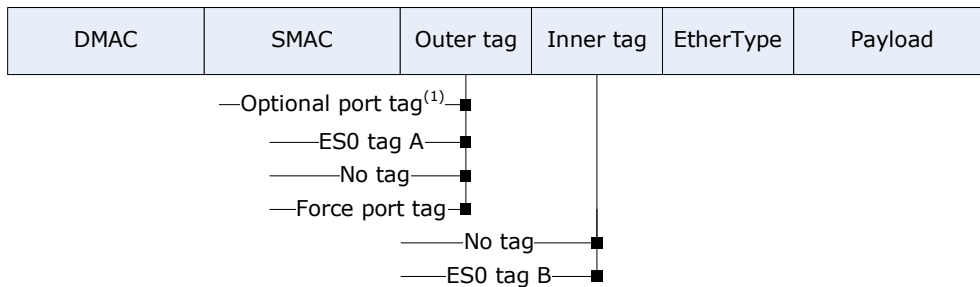 DMAC SMAC Outer tag Inner tag EtherType Payload
Optional port tag(1)
ES0 tag A
No tag
Force port tag
No tag
ES0 tag B